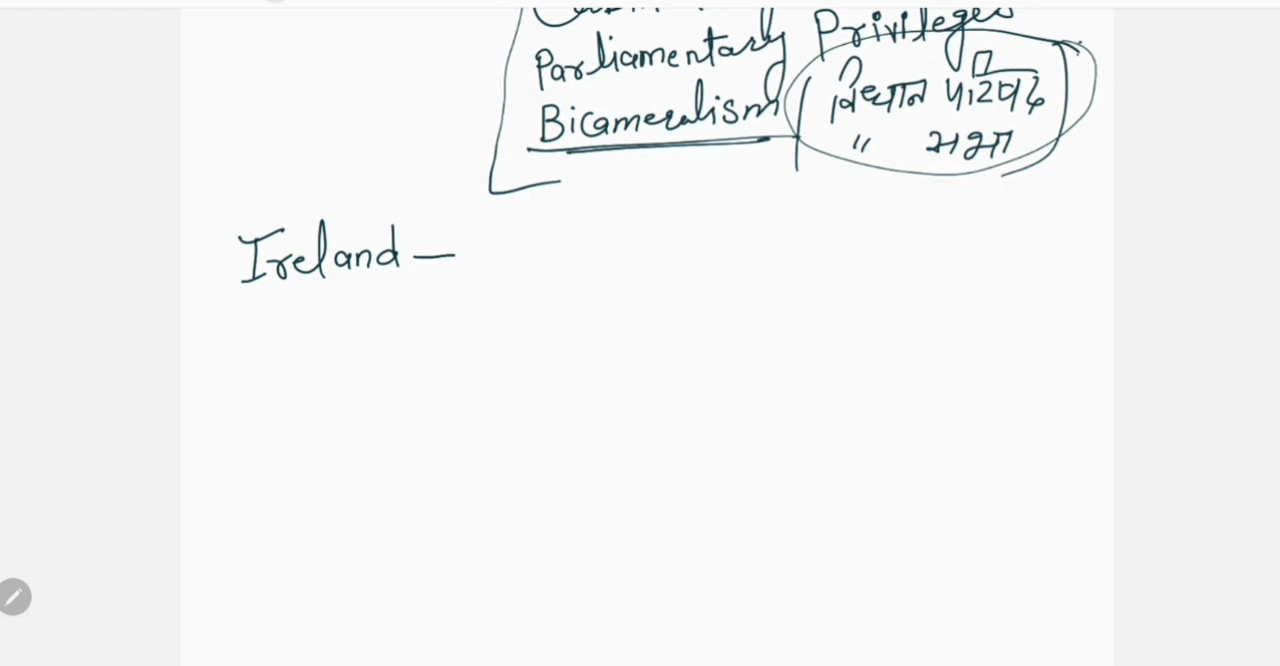 Parliamentary Privileges
Bicameralism विधान परिषद
" सभा
Ireland —